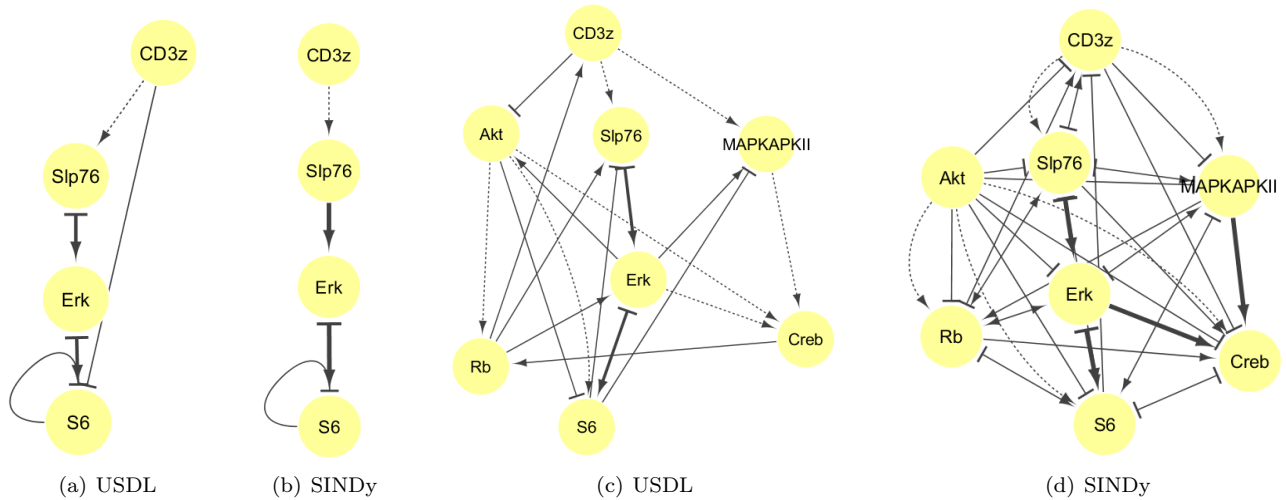 CD3z
Slp76
Erk
S6
(a) USDL
CD3z
Slp76
Erk
S6
(b) SINDy
CD3z
Akt
Slp76
MAPKAPKII
Erk
Rb
Creb
S6
(c) USDL
CD3z
Slp76
Akt
MAPKAPKII
Erk
Rb
Creb
S6
(d) SINDy